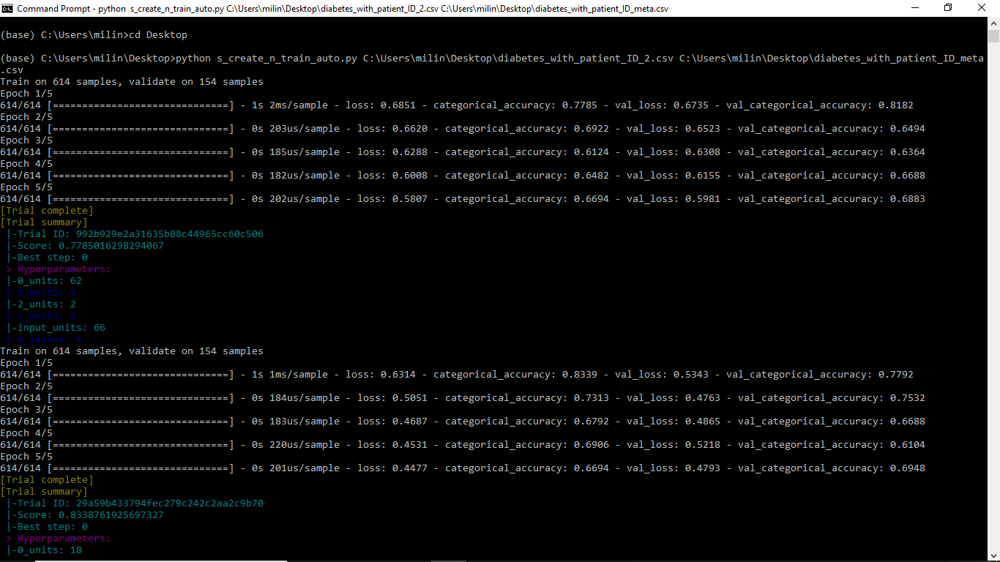 Command Prompt - python s_create_n_train_auto.py C:\Users\milin\Desktop\diabetes_with_patient_ID_2.csv C:\Users\milin\Desktop\diabetes_with_patient_ID_meta.csv
(base) C:\Users\milin>cd Desktop
(base) C:\Users\milin\Desktop>python s_create_n_train_auto.py C:\Users\milin\Desktop\diabetes_with_patient_ID_2.csv C:\Users\milin\Desktop\diabetes_with_patient_ID_meta
.csv
Train on 614 samples, validate on 154 samples
Epoch 1/5
614/614 [==============================] - 1s 2ms/sample - loss: 0.6851 - categorical_accuracy: 0.7785 - val_loss: 0.6735 - val_categorical_accuracy: 0.8182
Epoch 2/5
614/614 [==============================] - 0s 203us/sample - loss: 0.6620 - categorical_accuracy: 0.6922 - val_loss: 0.6523 - val_categorical_accuracy: 0.6494
Epoch 3/5
614/614 [==============================] - 0s 185us/sample - loss: 0.6288 - categorical_accuracy: 0.6124 - val_loss: 0.6308 - val_categorical_accuracy: 0.6364
Epoch 4/5
614/614 [==============================] - 0s 182us/sample - loss: 0.6008 - categorical_accuracy: 0.6482 - val_loss: 0.6155 - val_categorical_accuracy: 0.6688
Epoch 5/5
614/614 [==============================] - 0s 202us/sample - loss: 0.5807 - categorical_accuracy: 0.6694 - val_loss: 0.5981 - val_categorical_accuracy: 0.6883
[Trial complete]
[Trial summary]
|-Trial ID: 992b929e2a31635b88c44965cc60c506
|-Score: 0.7785016298294067
|-Best step: 0
> Hyperparameters:
|-0_units: 62
|-1_units: 2
|-2_units: 2
|-3_units: 2
|-input_units: 66
|-n_layers: 4
Train on 614 samples, validate on 154 samples
Epoch 1/5
614/614 [==============================] - 1s 1ms/sample - loss: 0.6314 - categorical_accuracy: 0.8339 - val_loss: 0.5343 - val_categorical_accuracy: 0.7792
Epoch 2/5
614/614 [==============================] - 0s 184us/sample - loss: 0.5051 - categorical_accuracy: 0.7313 - val_loss: 0.4763 - val_categorical_accuracy: 0.7532
Epoch 3/5
614/614 [==============================] - 0s 183us/sample - loss: 0.4687 - categorical_accuracy: 0.6792 - val_loss: 0.4865 - val_categorical_accuracy: 0.6688
Epoch 4/5
614/614 [==============================] - 0s 220us/sample - loss: 0.4531 - categorical_accuracy: 0.6906 - val_loss: 0.5218 - val_categorical_accuracy: 0.6104
Epoch 5/5
614/614 [==============================] - 0s 201us/sample - loss: 0.4477 - categorical_accuracy: 0.6694 - val_loss: 0.4793 - val_categorical_accuracy: 0.6948
[Trial complete]
[Trial summary]
|-Trial ID: 29a59b433794fec279c242c2aa2c9b70
|-Score: 0.8338761925697327
|-Best step: 0
> Hyperparameters:
|-0_units: 18